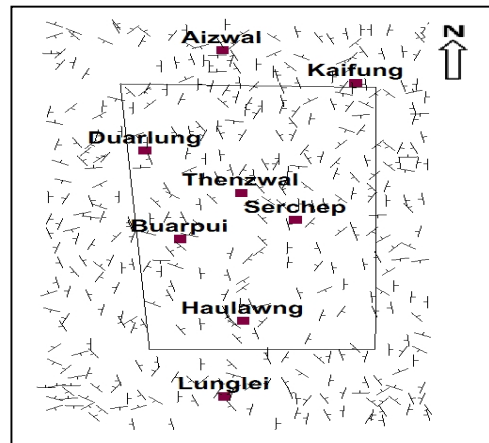 Aizwal
N
Kaifung
Duarlung
Thenzwal
Serchep
Buarpui
Haulawng
Lunglei